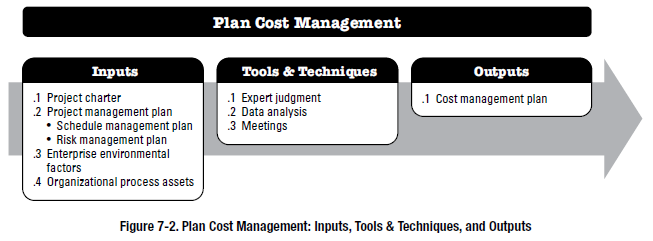 Plan Cost Management
Inputs
.1 Project charter
.2 Project management plan
• Schedule management plan
• Risk management plan
.3 Enterprise environmental
factors
.4 Organizational process assets
Tools & Techniques
.1 Expert judgment
.2 Data analysis
.3 Meetings
Outputs
.1 Cost management plan
Figure 7-2. Plan Cost Management: Inputs, Tools & Techniques, and Outputs